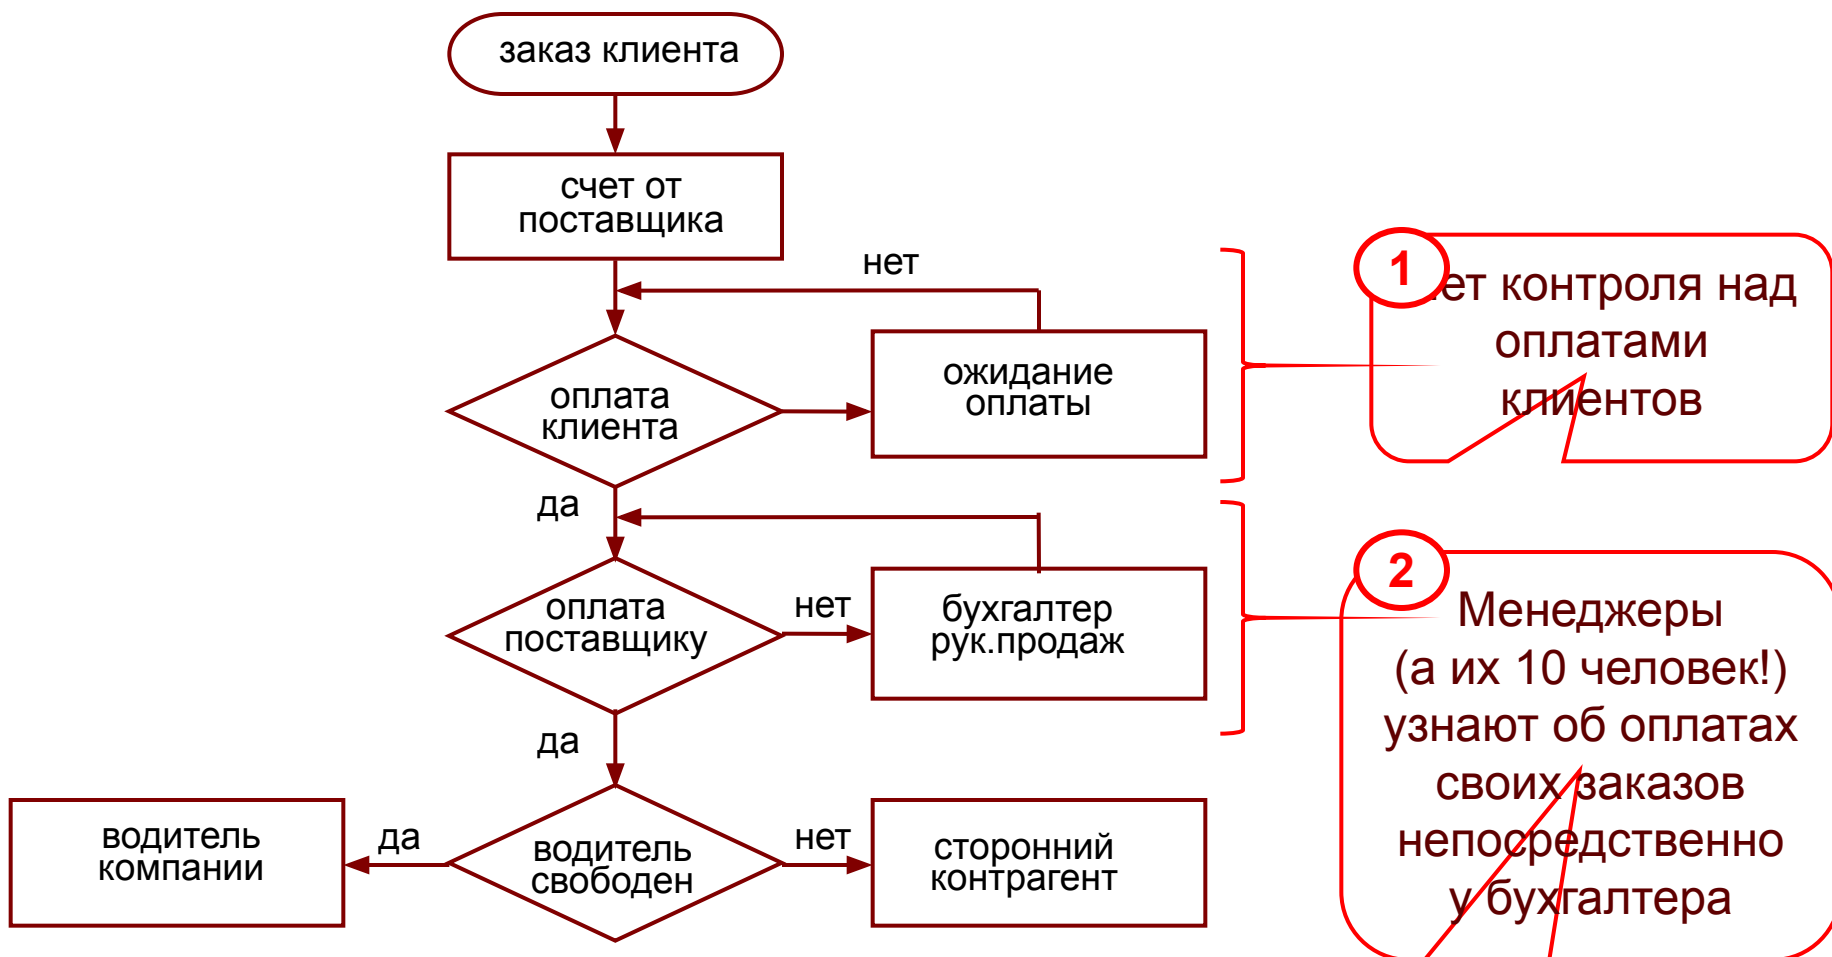 заказ клиента
счет от
поставщика
нет
1
ет контроля над
оплатами
клиентов
оплата
клиента
ожидание
оплаты
да
2
оплата
поставщику
нет
бухгалтер
рук.продаж
Менеджеры
(а их 10 человек!)
узнают об оплатах
своих заказов
непосредственно
у бухгалтера
да
водитель
компании
да
водитель
свободен
нет
сторонний
контрагент